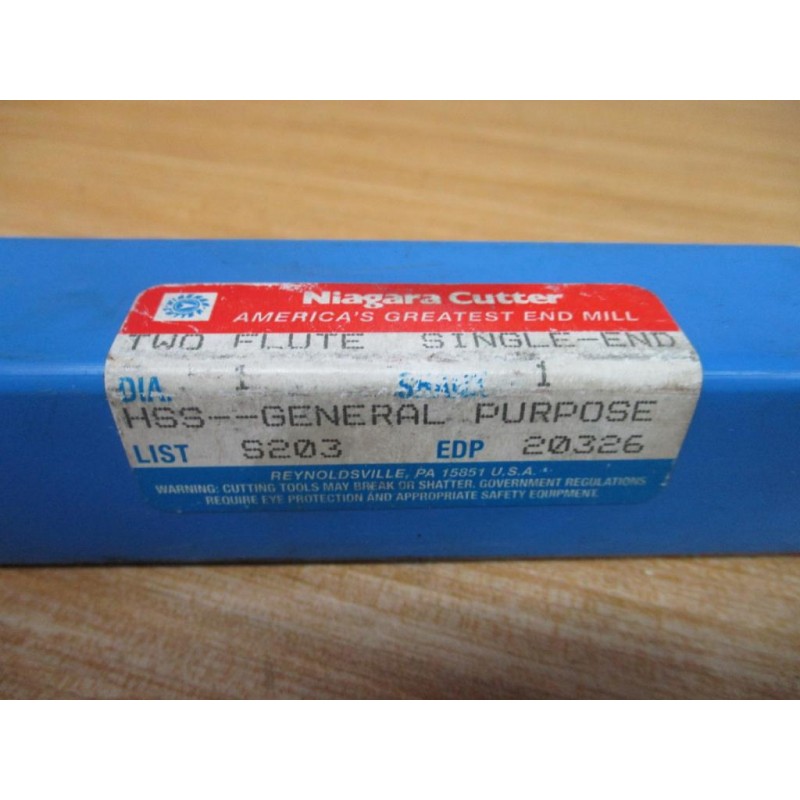 Niagara Cutter
AMERICA'S GREATEST END MILL
TWO FLUTE SINGLE-END
DIA. 1 SHANK 1
HSS--GENERAL PURPOSE
LIST S203 EDP 20326
REYNOLDSVILLE, PA 15851 U.S.A.
WARNING: CUTTING TOOLS MAY BREAK OR SHATTER. GOVERNMENT REGULATIONS
REQUIRE EYE PROTECTION AND APPROPRIATE SAFETY EQUIPMENT.